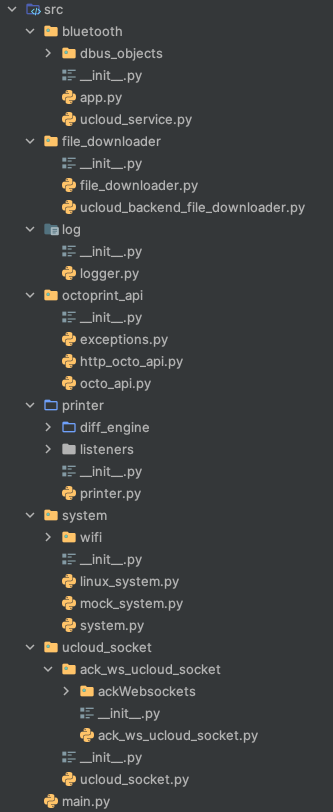 src
bluetooth
dbus_objects
__init__.py
app.py
ucloud_service.py
file_downloader
__init__.py
file_downloader.py
ucloud_backend_file_downloader.py
log
__init__.py
logger.py
octoprint_api
__init__.py
exceptions.py
http_octo_api.py
octo_api.py
printer
diff_engine
listeners
__init__.py
printer.py
system
wifi
__init__.py
linux_system.py
mock_system.py
system.py
ucloud_socket
ack_ws_ucloud_socket
ackWebsockets
__init__.py
ack_ws_ucloud_socket.py
__init__.py
ucloud_socket.py
main.py